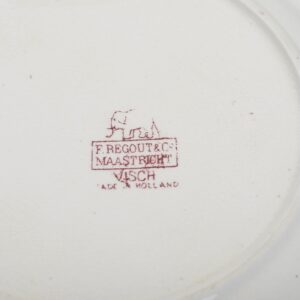 F. REGOUT & Co
MAASTRICHT
VISCH
MADE IN HOLLAND